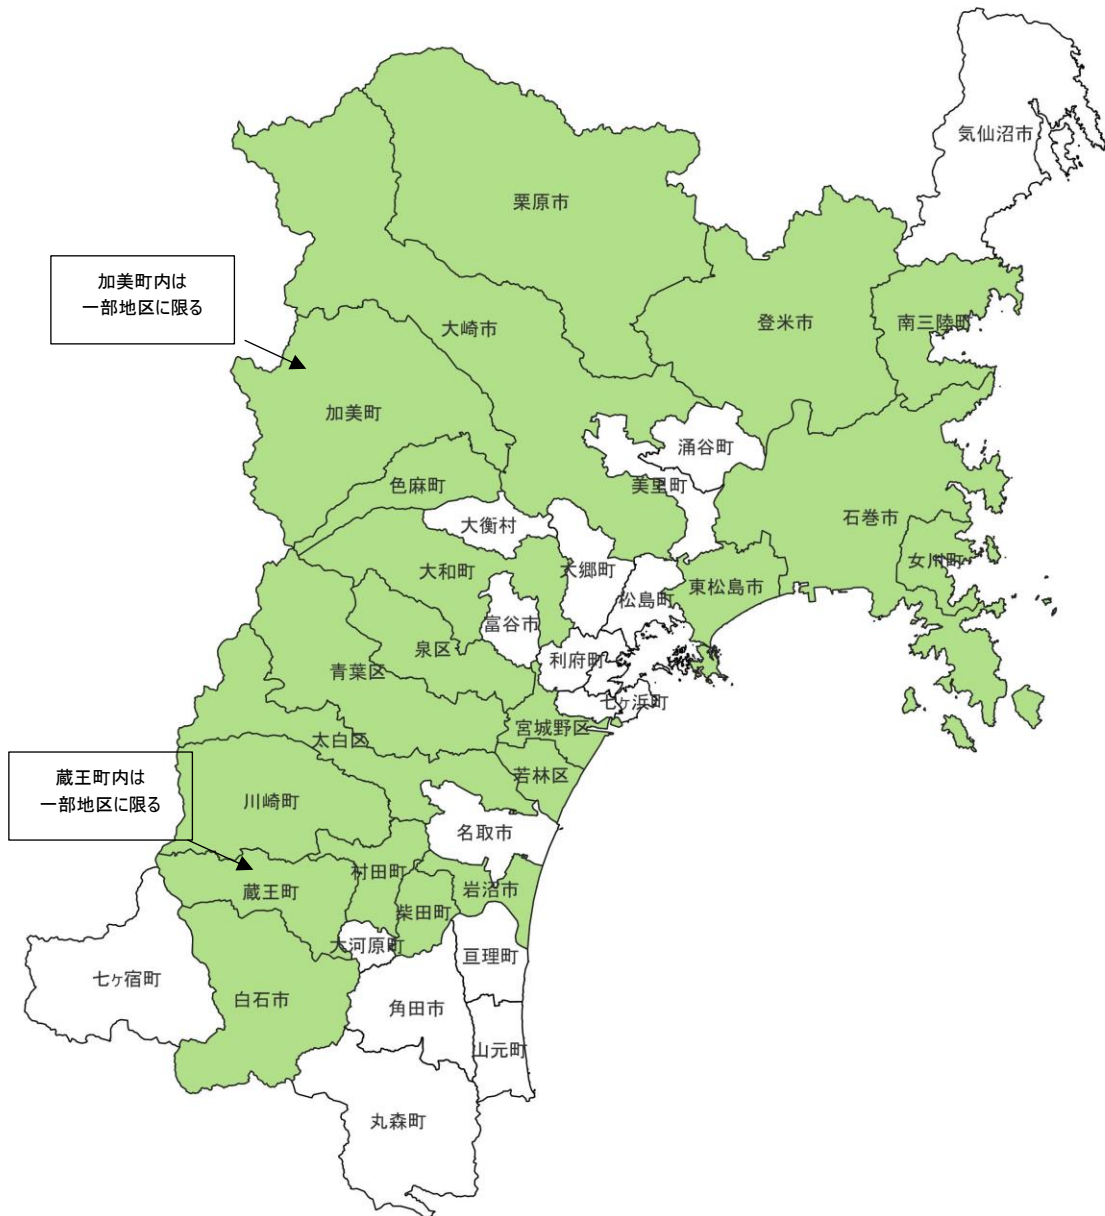 気仙沼市
栗原市
加美町内は
一部地区に限る
大崎市
登米市
南三陸町
加美町
涌谷町
色麻町
美里町
大衡村
石巻市
大和町
大郷町
女川町
松島町
東松島市
富谷市
泉区
利府町
青葉区
七ヶ浜町
宮城野区
太白区
若林区
蔵王町内は
一部地区に限る
川崎町
名取市
村田町
蔵王町
岩沼市
柴田町
大河原町
亘理町
七ヶ宿町
白石市
角田市
山元町
丸森町